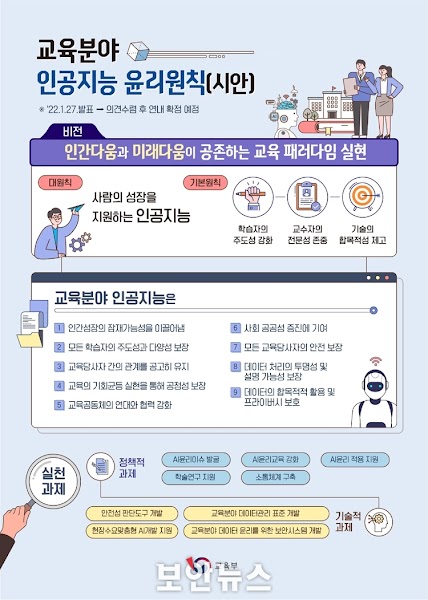 교육분야
인공지능 윤리원칙(시안)
※ '22.1.27.발표 ➡ 의견수렴 후 연내 확정 예정
비전
인간다움과 미래다움이 공존하는 교육 패러다임 실현
대원칙
사람의 성장을
지원하는 인공지능
기본원칙
학습자의
주도성 강화
교수자의
전문성 존중
기술의
합목적성 제고
교육분야 인공지능은
1 인간성장의 잠재가능성을 이끌어냄
2 모든 학습자의 주도성과 다양성 보장
3 교육당사자 간의 관계를 공고히 유지
4 교육의 기회균등 실현을 통해 공정성 보장
5 교육공동체의 연대와 협력 강화
6 사회 공공성 증진에 기여
7 모든 교육당사자의 안전 보장
8 데이터 처리의 투명성 및
설명 가능성 보장
9 데이터의 합목적적 활용 및
프라이버시 보호
실천
과제
정책적
과제
AI윤리이슈 발굴
AI윤리교육 강화
AI윤리 적용 지원
학술연구 지원
소통체계 구축
안전성 판단도구 개발
교육분야 데이터관리 표준 개발
현장수요맞춤형 AI개발 지원
교육분야 데이터 윤리를 위한 보안시스템 개발
기술적
과제
교육부
보안뉴스